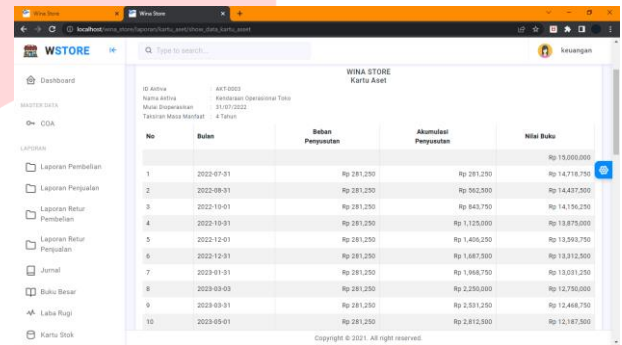 Wina Store
Wina Store
localhost/wina_store/laporan/kartu_aset/show_data_kartu_aset
WSTORE
Type to search...
keuangan
Dashboard
MASTER DATA
COA
LAPORAN
Laporan Pembelian
Laporan Penjualan
Laporan Retur
Pembelian
Laporan Retur
Penjualan
Jurnal
Buku Besar
Laba Rugi
Kartu Stok
WINA STORE
Kartu Aset
ID Aktiva : AKT-0003
Nama Aktiva : Kendaraan Operasional Toko
Mulai Dioperasikan : 31/07/2022
Taksiran Masa Manfaat : 4 Tahun
No Bulan Beban Penyusutan Akumulasi Penyusutan Nilai Buku
Rp 15,000,000
1 2022-07-31 Rp 281,250 Rp 281,250 Rp 14,718,750
2 2022-08-31 Rp 281,250 Rp 562,500 Rp 14,437,500
3 2022-10-01 Rp 281,250 Rp 843,750 Rp 14,156,250
4 2022-10-31 Rp 281,250 Rp 1,125,000 Rp 13,875,000
5 2022-12-01 Rp 281,250 Rp 1,406,250 Rp 13,593,750
6 2022-12-31 Rp 281,250 Rp 1,687,500 Rp 13,312,500
7 2023-01-31 Rp 281,250 Rp 1,968,750 Rp 13,031,250
8 2023-03-03 Rp 281,250 Rp 2,250,000 Rp 12,750,000
9 2023-03-31 Rp 281,250 Rp 2,531,250 Rp 12,468,750
10 2023-05-01 Rp 281,250 Rp 2,812,500 Rp 12,187,500
Copyright © 2021. All right reserved.